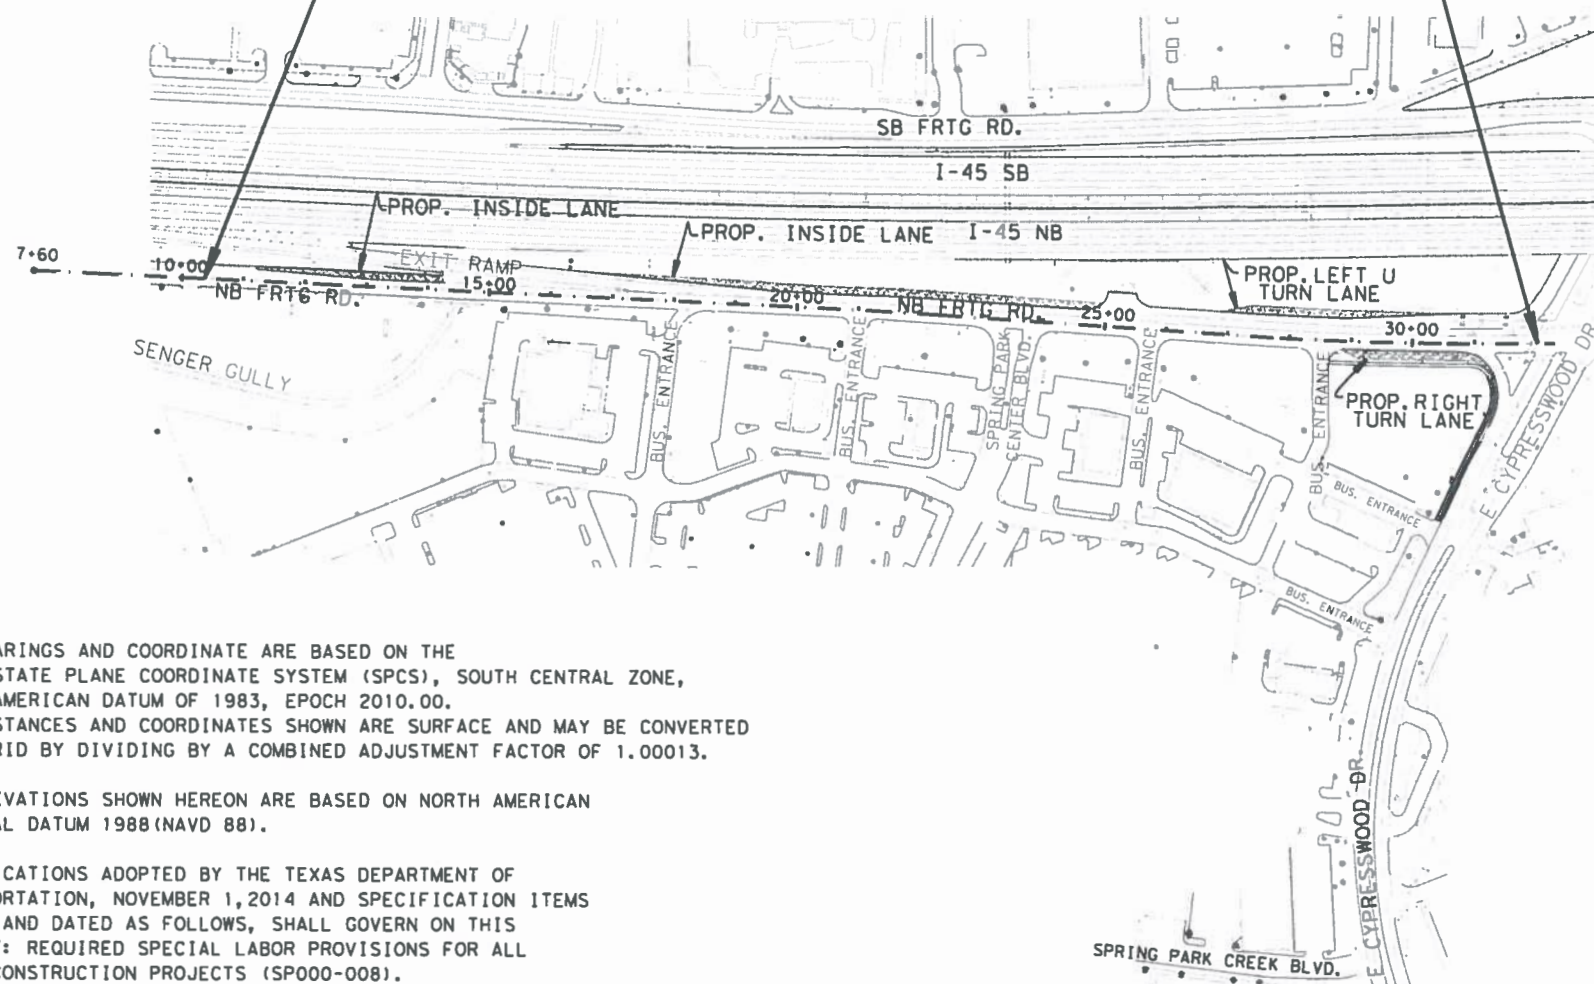 SB FRTG RD.
I-45 SB
PROP. INSIDE LANE
PROP. INSIDE LANE
I-45 NB
7+60
10+00
EXIT RAMP
15+00
NB FRTG RD.
20+00
NB FRTG RD.
25+00
PROP. LEFT U
TURN LANE
30+00
SENGER GULLY
BUS. ENTRANCE
BUS. ENTRANCE
SPRING PARK
CENTER BLVD.
BUS. ENTRANCE
BUS. ENTRANCE
PROP. RIGHT
TURN LANE
E CYPRESSWOOD DR
BUS. ENTRANCE
BUS. ENTRANCE
ARINGS AND COORDINATE ARE BASED ON THE
STATE PLANE COORDINATE SYSTEM (SPCS), SOUTH CENTRAL ZONE,
AMERICAN DATUM OF 1983, EPOCH 2010.00.
STANCES AND COORDINATES SHOWN ARE SURFACE AND MAY BE CONVERTED
RID BY DIVIDING BY A COMBINED ADJUSTMENT FACTOR OF 1.00013.
EVATIONS SHOWN HEREON ARE BASED ON NORTH AMERICAN
AL DATUM 1988(NAVD 88).
ICATIONS ADOPTED BY THE TEXAS DEPARTMENT OF
ORTATION, NOVEMBER 1,2014 AND SPECIFICATION ITEMS
AND DATED AS FOLLOWS, SHALL GOVERN ON THIS
T: REQUIRED SPECIAL LABOR PROVISIONS FOR ALL
CONSTRUCTION PROJECTS (SP000-008).
E CYPRESSWOOD DR
SPRING PARK CREEK BLVD.